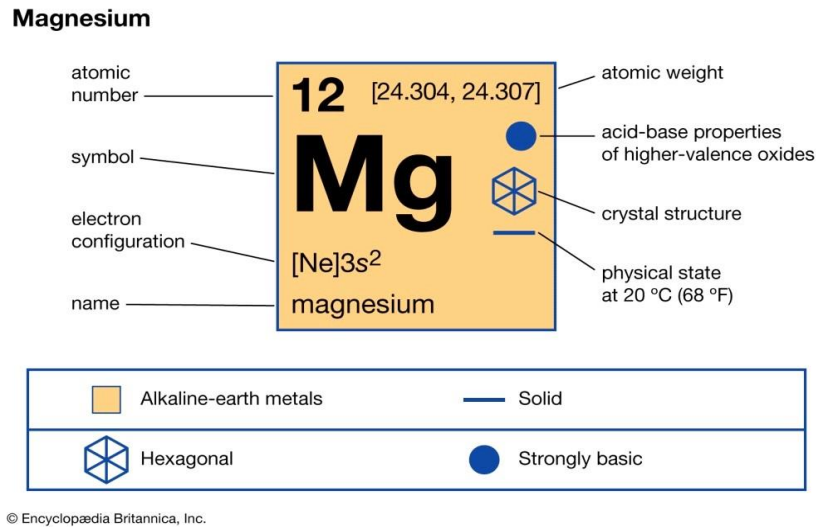 Magnesium
atomic
number
symbol
electron
configuration
name
12 [24.304, 24.307]
Mg
[Ne]3s²
magnesium
atomic weight
acid-base properties
of higher-valence oxides
crystal structure
physical state
at 20 ºC (68 ºF)
Alkaline-earth metals
Solid
Hexagonal
Strongly basic
© Encyclopædia Britannica, Inc.